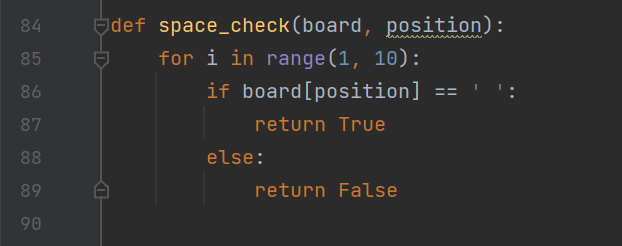 84 def space_check(board, position):
85     for i in range(1, 10):
86         if board[position] == ' ':
87             return True
88         else:
89             return False
90